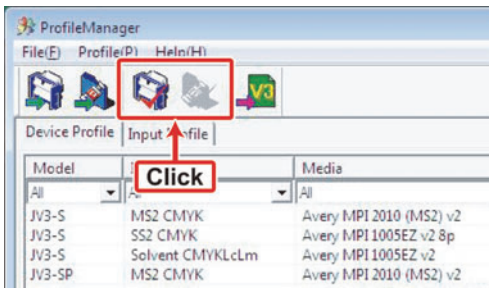 ProfileManager
File(F) Profile(P) Help(H)
V3
Device Profile Input
Click
Model Media
All All
JV3-S MS2 CMYK Avery MPI 2010 (MS2) v2
JV3-S SS2 CMYK Avery MPI 1005EZ v2 8p
JV3-S Solvent CMYKLcLm Avery MPI 1005EZ v2
JV3-SP MS2 CMYK Avery MPI 2010 (MS2) v2